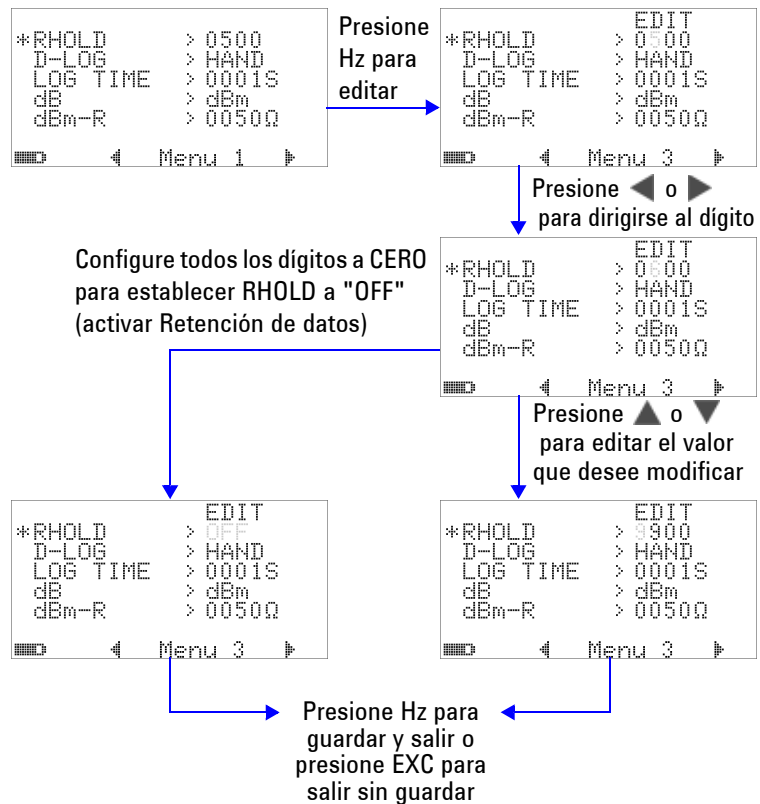 *RHOLD > 0500
D-LOG > HAND
LOG TIME > 0001S
dB > dBm
dBm-R > 0050Ω
Menu 1
Presione
Hz para
editar
EDIT
*RHOLD > 0500
D-LOG > HAND
LOG TIME > 0001S
dB > dBm
dBm-R > 0050Ω
Menu 3
Presione ◀ o ▶
para dirigirse al dígito
EDIT
*RHOLD > 0600
D-LOG > HAND
LOG TIME > 0001S
dB > dBm
dBm-R > 0050Ω
Menu 3
Configure todos los dígitos a CERO
para establecer RHOLD a "OFF"
(activar Retención de datos)
Presione ▲ o ▼
para editar el valor
que desee modificar
EDIT
*RHOLD > OFF
D-LOG > HAND
LOG TIME > 0001S
dB > dBm
dBm-R > 0050Ω
Menu 3
EDIT
*RHOLD > 9900
D-LOG > HAND
LOG TIME > 0001S
dB > dBm
dBm-R > 0050Ω
Menu 3
Presione Hz para
guardar y salir o
presione EXC para
salir sin guardar